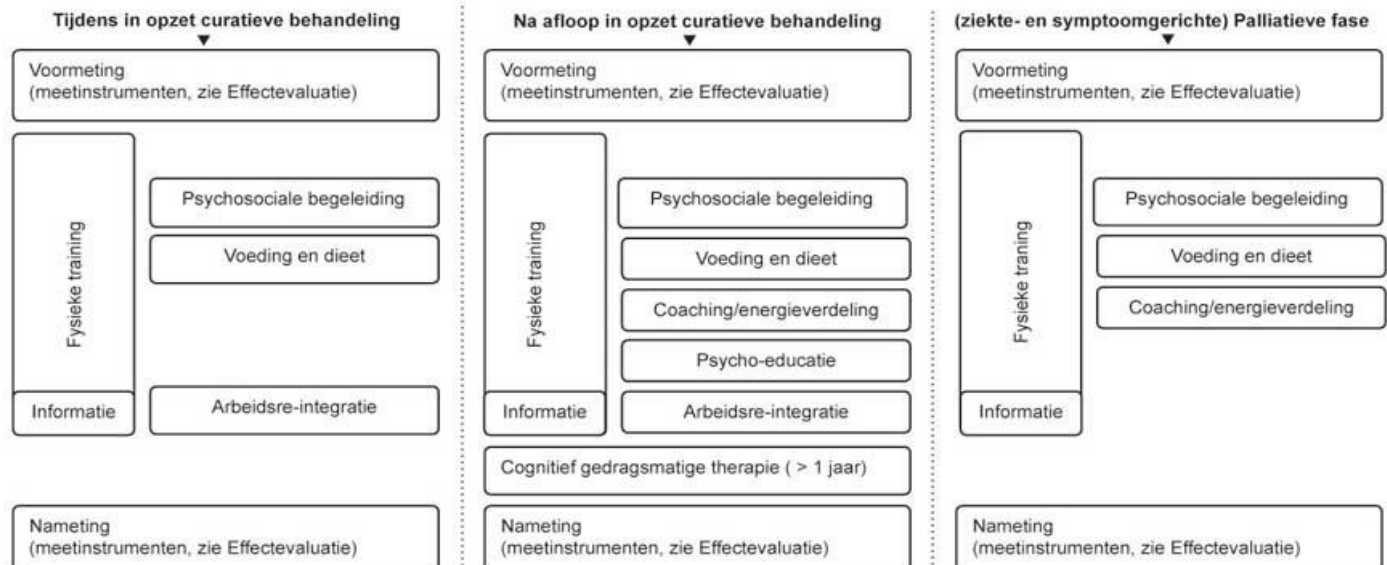 Tijdens in opzet curatieve behandeling
Voormeting
(meetinstrumenten, zie Effectevaluatie)
Fysieke training
Psychosociale begeleiding
Voeding en dieet
Informatie
Arbeidsre-integratie
Nameting
(meetinstrumenten, zie Effectevaluatie)
Na afloop in opzet curatieve behandeling
Voormeting
(meetinstrumenten, zie Effectevaluatie)
Fysieke training
Psychosociale begeleiding
Voeding en dieet
Coaching/energieverdeling
Psycho-educatie
Informatie
Arbeidsre-integratie
Cognitief gedragsmatige therapie ( > 1 jaar)
Nameting
(meetinstrumenten, zie Effectevaluatie)
(ziekte- en symptoomgerichte) Palliatieve fase
Voormeting
(meetinstrumenten, zie Effectevaluatie)
Fysieke traning
Psychosociale begeleiding
Voeding en dieet
Coaching/energieverdeling
Informatie
Nameting
(meetinstrumenten, zie Effectevaluatie)